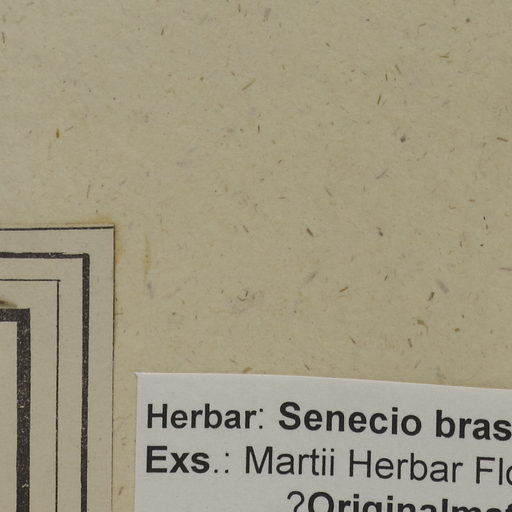 Herbar: Senecio bras
Exs.: Martii Herbar Flo
?Originalmat